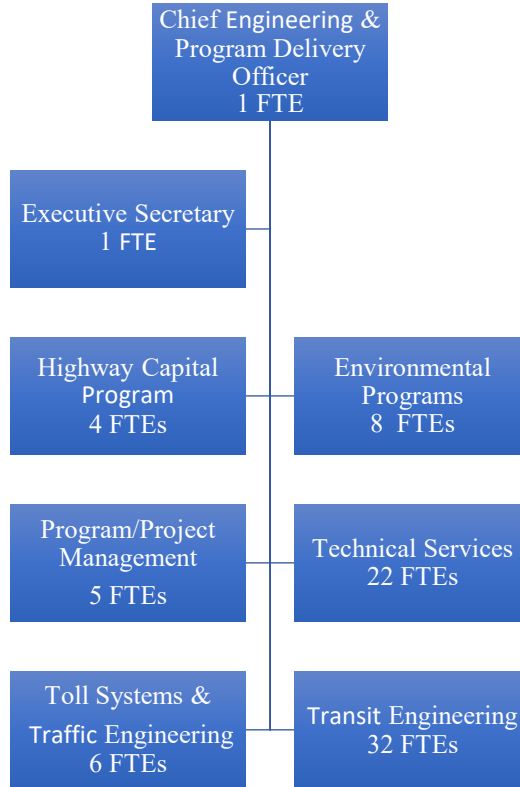 Chief Engineering &
Program Delivery
Officer
1 FTE
Executive Secretary
1 FTE
Highway Capital
Program
4 FTEs
Environmental
Programs
8 FTEs
Program/Project
Management
5 FTEs
Technical Services
22 FTEs
Toll Systems &
Traffic Engineering
6 FTEs
Transit Engineering
32 FTEs